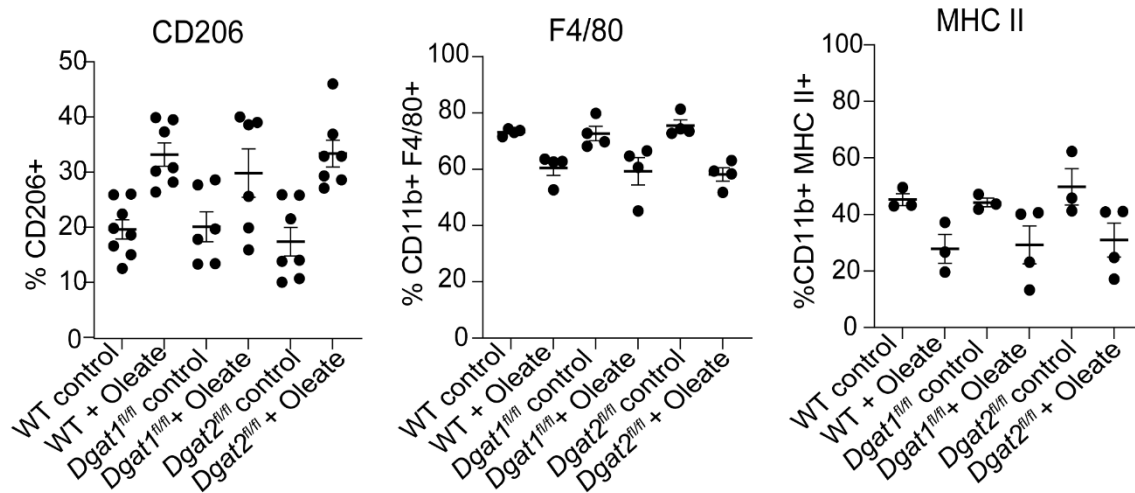 CD206
% CD206+
50
40
30
20
10
0
WT control
WT + Oleate
Dgat1fl/fl control
Dgat1fl/fl+ Oleate
Dgat2fl/fl control
Dgat2fl/fl + Oleate
F4/80
% CD11b+ F4/80+
100
80
60
40
20
0
WT control
WT + Oleate
Dgat1fl/fl control
Dgat1fl/fl+ Oleate
Dgat2fl/fl control
Dgat2fl/fl + Oleate
MHC II
%CD11b+ MHC II+
100
80
60
40
20
0
WT control
WT + Oleate
Dgat1fl/fl control
Dgat1fl/fl+ Oleate
Dgat2fl/fl control
Dgat2fl/fl + Oleate